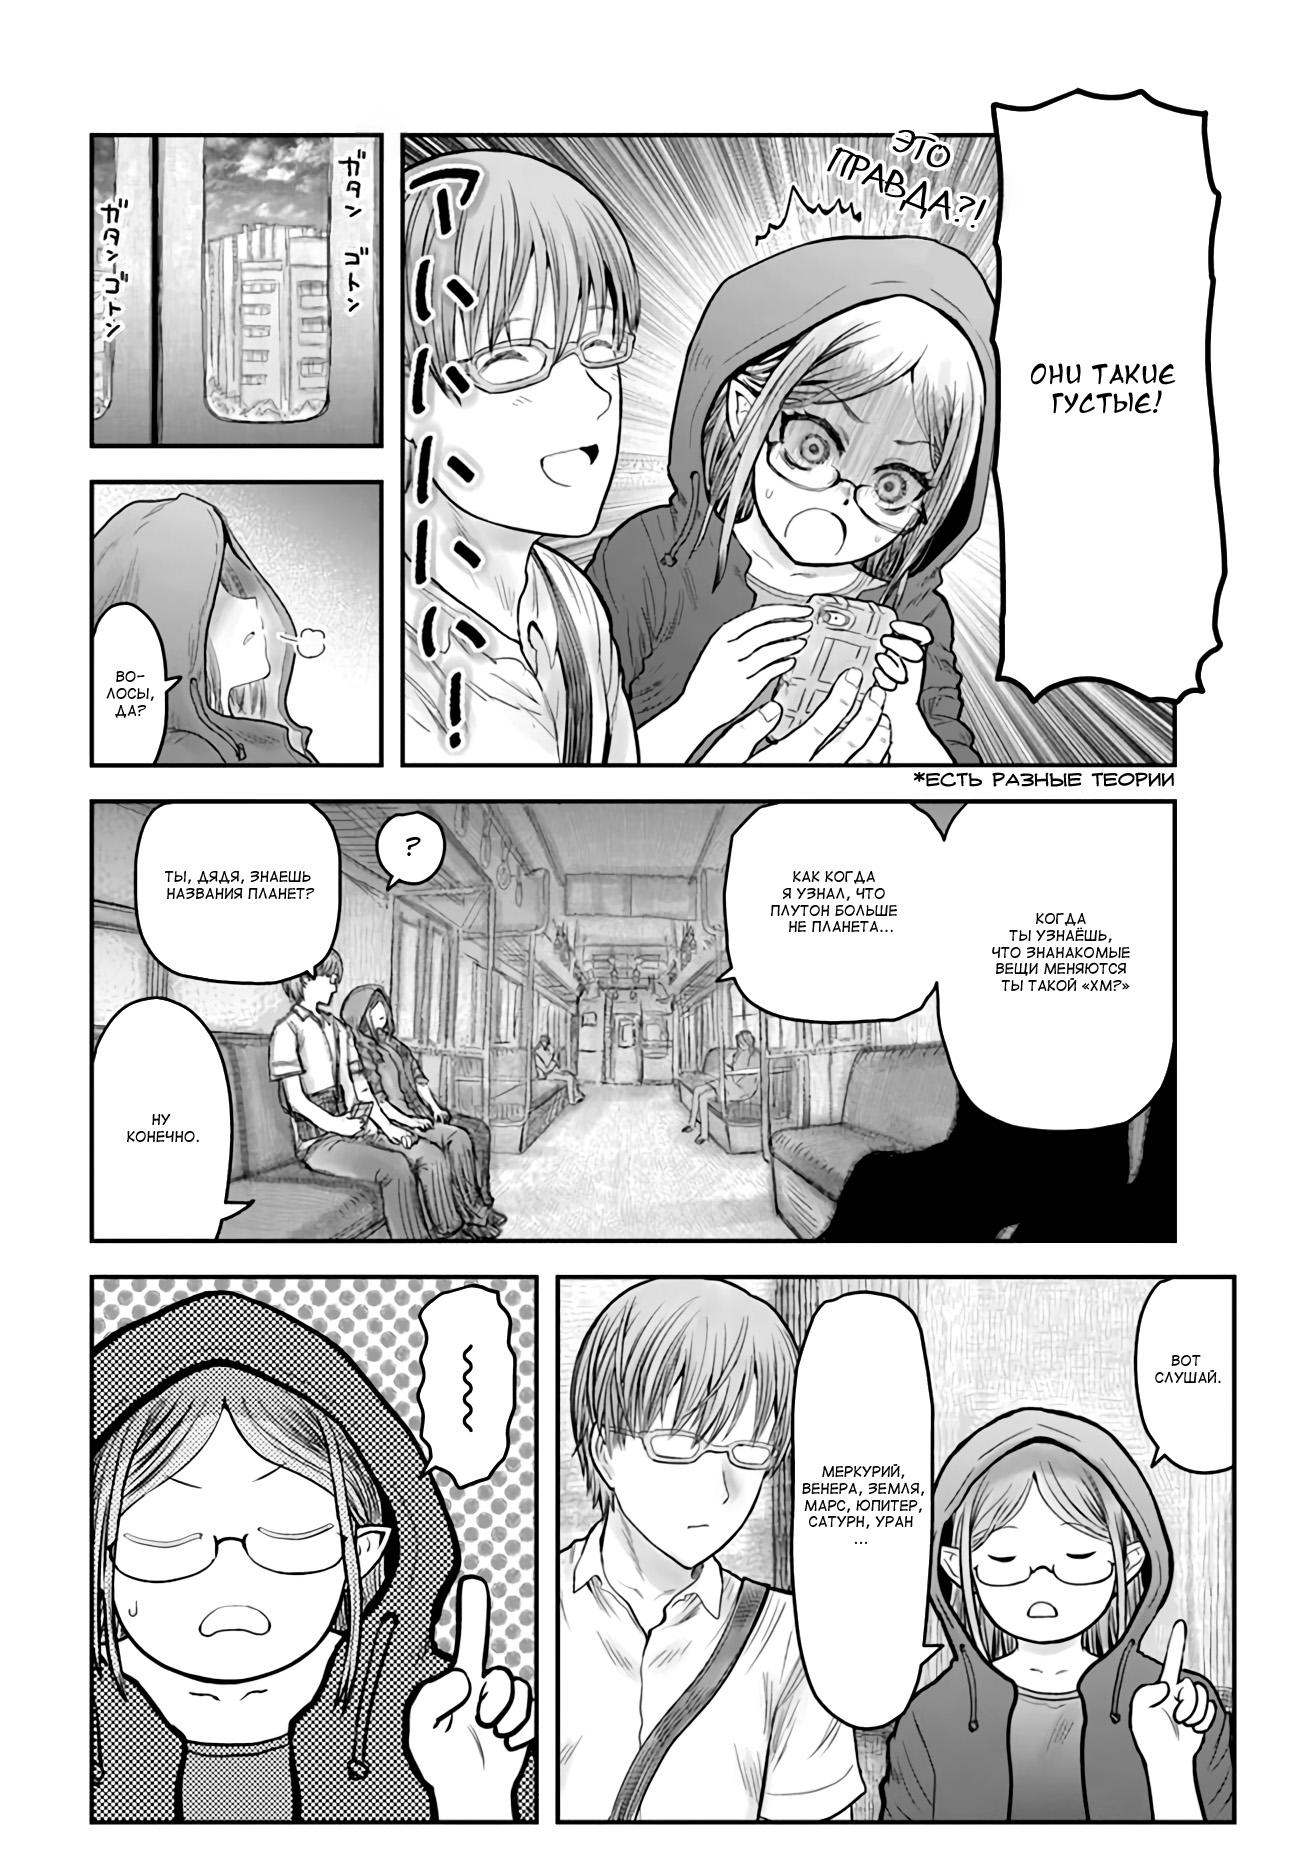 ОНИ ТАКИЕ
ГУСТЫЕ!
ЭТО
ПРАВДА?!
*ЕСТЬ РАЗНЫЕ ТЕОРИИ
ガタン ゴトン
ガタンゴトン
ВО-
ЛОСЫ,
ДА?
КОГДА
ТЫ УЗНАЁШЬ,
ЧТО ЗНАНАКОМЫЕ
ВЕЩИ МЕНЯЮТСЯ
ТЫ ТАКОЙ «ХМ?»
КАК КОГДА
Я УЗНАЛ, ЧТО
ПЛУТОН БОЛЬШЕ
НЕ ПЛАНЕТА...
?
ТЫ, ДЯДЯ, ЗНАЕШЬ
НАЗВАНИЯ ПЛАНЕТ?
НУ
КОНЕЧНО.
ВОТ
СЛУШАЙ.
МЕРКУРИЙ,
ВЕНЕРА, ЗЕМЛЯ,
МАРС, ЮПИТЕР,
САТУРН, УРАН
...